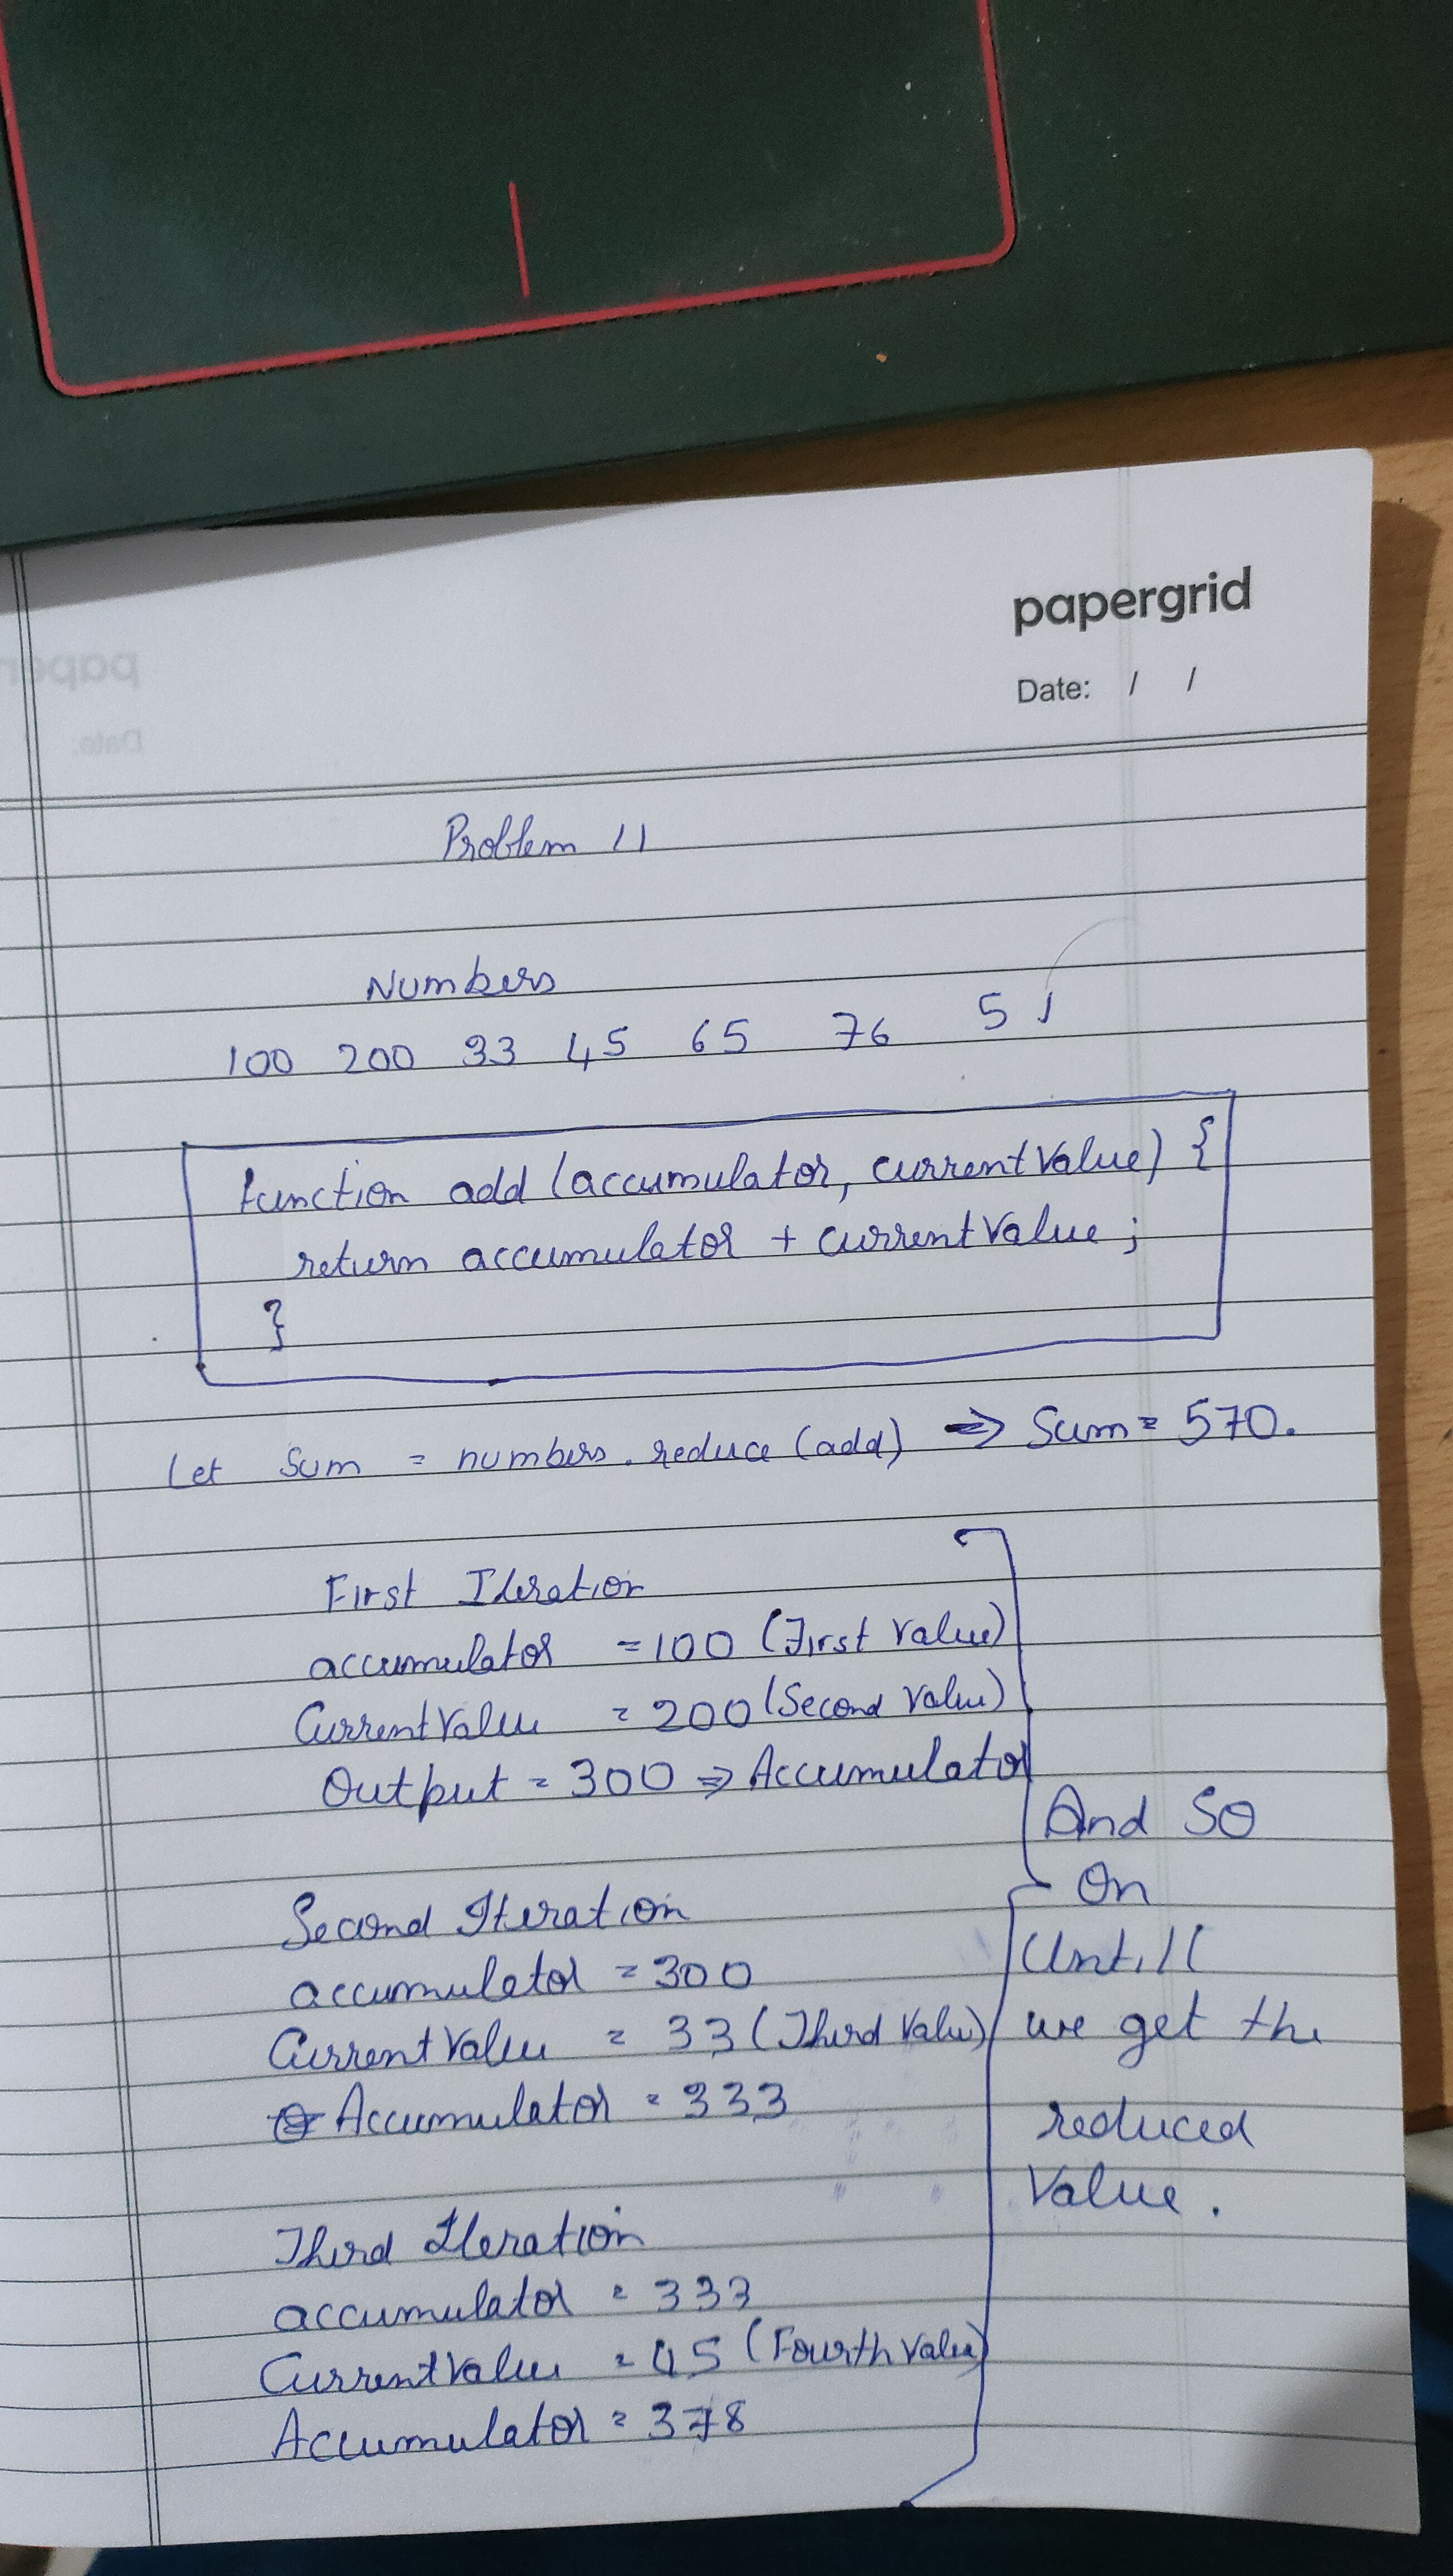 papergrid
Date: / /
Problem 11
Numbers
100 200 33 45 65 76 51
function add (accumulator, currentValue) {
return accumulator + currentValue ;
}
Let Sum = numbers.reduce (add) => Sum = 570.
First Iteration
accumulator = 100 (First Value)
CurrentValue = 200 (Second Value)
Output = 300 => Accumulator
Second Iteration
accumulator = 300
CurrentValue = 33 (Third Value)
Accumulator = 333
Third Iteration
accumulator = 333
CurrentValue = 45 (Fourth Value)
Accumulator = 378
And So
On
Untill
we get the
reduced
Value.